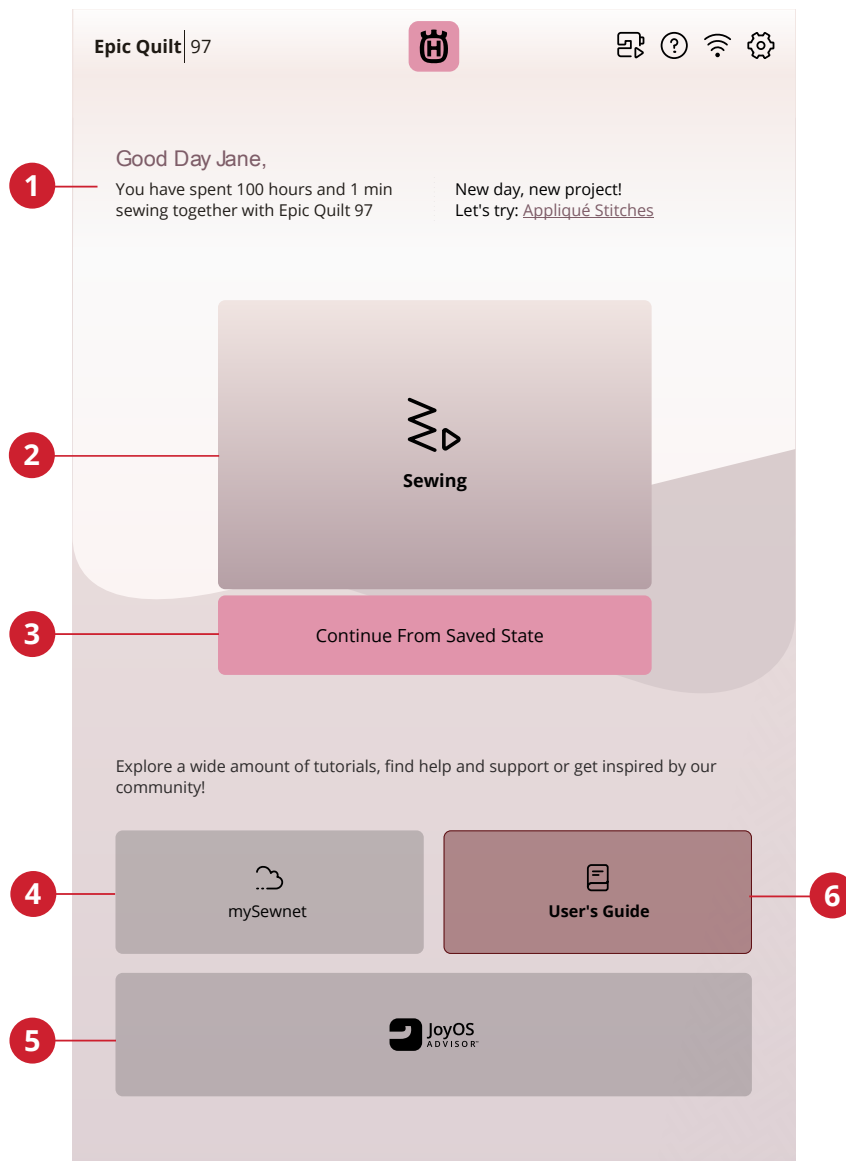 Epic Quilt 97
H
?
Good Day Jane,
1
You have spent 100 hours and 1 min
sewing together with Epic Quilt 97
New day, new project!
Let's try: Appliqué Stitches
2
Sewing
3
Continue From Saved State
Explore a wide amount of tutorials, find help and support or get inspired by our
community!
4
mySewnet
User's Guide
6
5
JoyOS
ADVISOR™